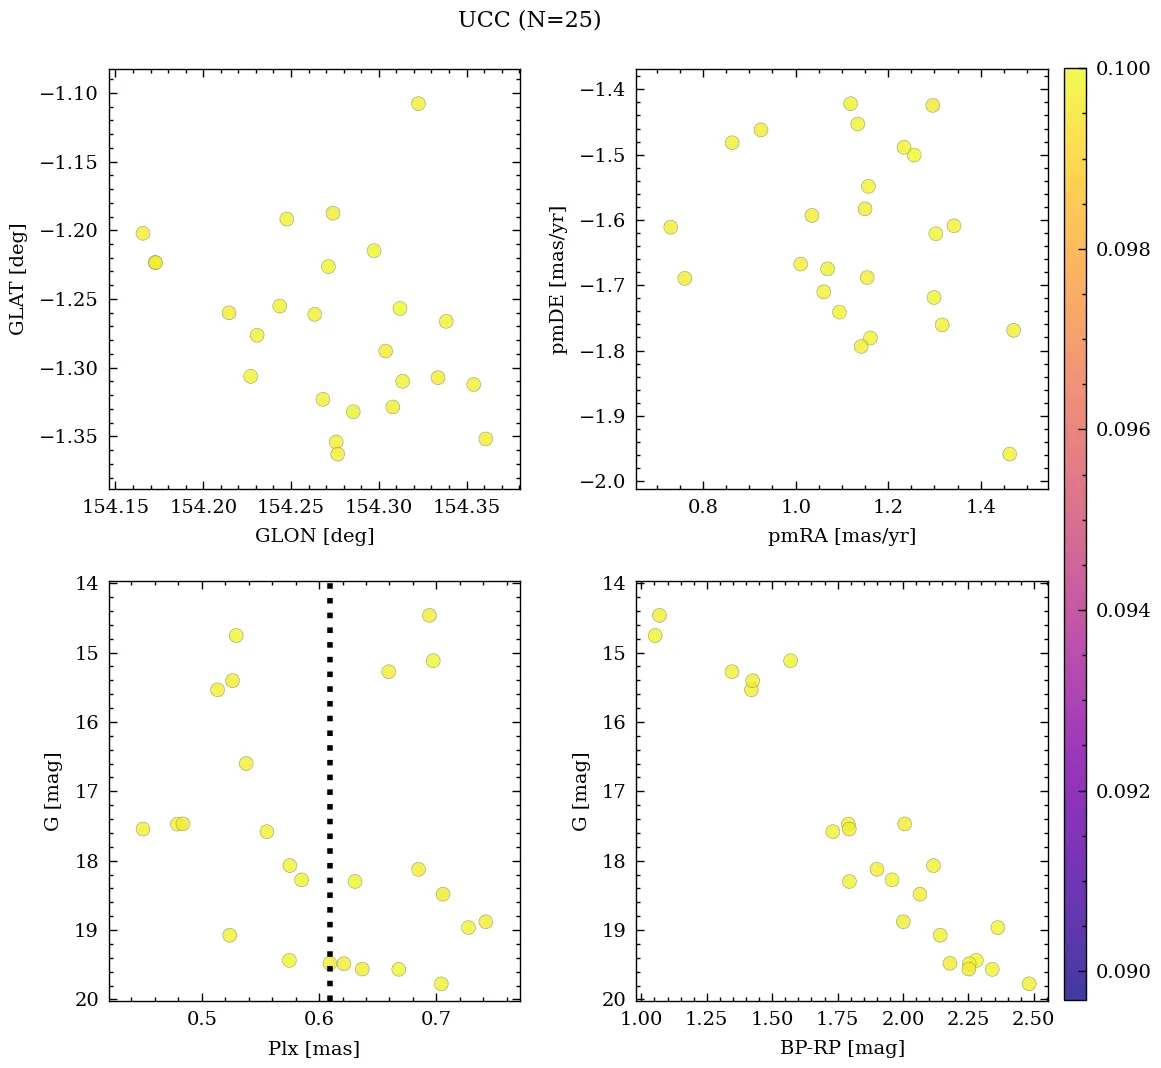 UCC (N=25)
−1.10
−1.15
−1.20
−1.25
−1.30
−1.35
GLAT [deg]
154.15 154.20 154.25 154.30 154.35
GLON [deg]
−1.4
−1.5
−1.6
−1.7
−1.8
−1.9
−2.0
pmDE [mas/yr]
0.8 1.0 1.2 1.4
pmRA [mas/yr]
14
15
16
17
18
19
20
G [mag]
0.5 0.6 0.7
Plx [mas]
14
15
16
17
18
19
20
G [mag]
1.00 1.25 1.50 1.75 2.00 2.25 2.50
BP-RP [mag]
0.100
0.098
0.096
0.094
0.092
0.090